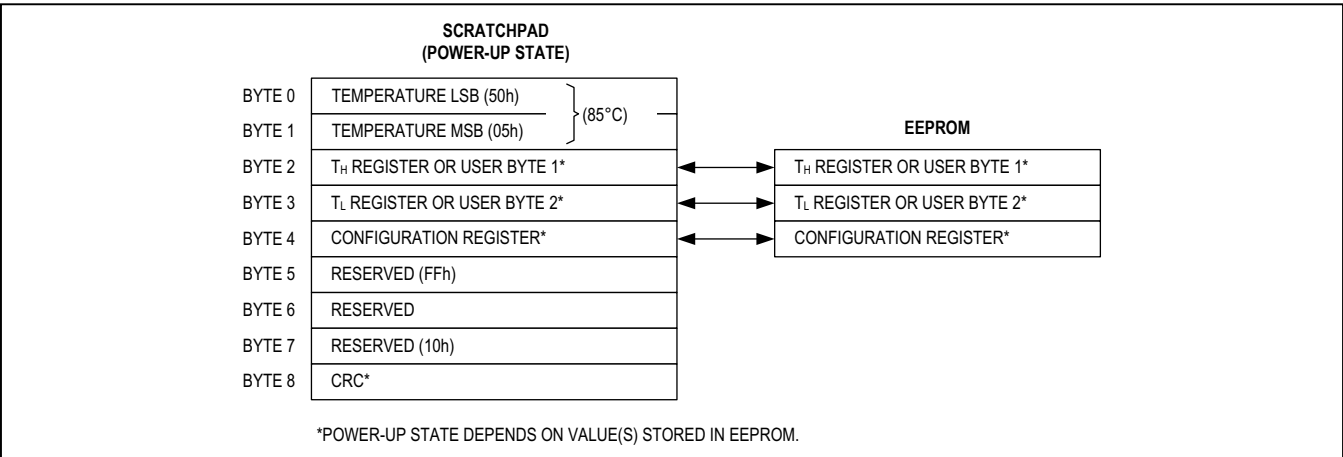 SCRATCHPAD
(POWER-UP STATE)
BYTE 0 TEMPERATURE LSB (50h)
(85°C)
BYTE 1 TEMPERATURE MSB (05h)
EEPROM
BYTE 2 TH REGISTER OR USER BYTE 1* TH REGISTER OR USER BYTE 1*
BYTE 3 TL REGISTER OR USER BYTE 2* TL REGISTER OR USER BYTE 2*
BYTE 4 CONFIGURATION REGISTER* CONFIGURATION REGISTER*
BYTE 5 RESERVED (FFh)
BYTE 6 RESERVED
BYTE 7 RESERVED (10h)
BYTE 8 CRC*
*POWER-UP STATE DEPENDS ON VALUE(S) STORED IN EEPROM.